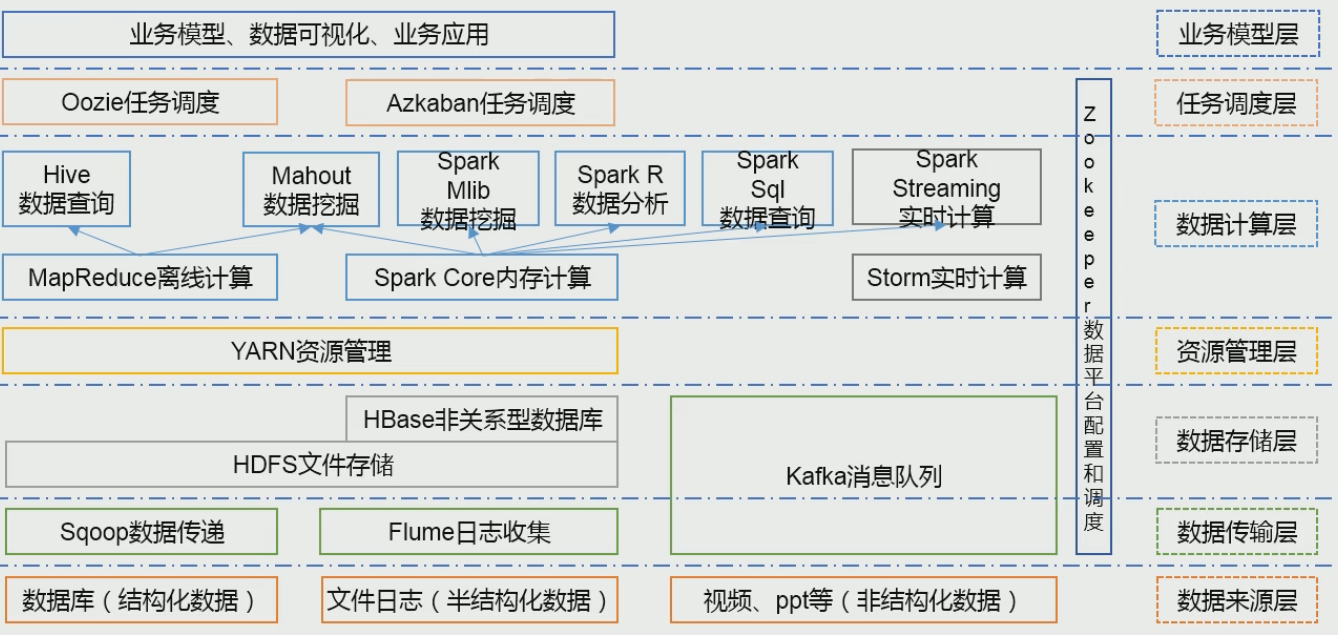 业务模型、数据可视化、业务应用
业务模型层
Oozie任务调度
Azkaban任务调度
任务调度层
Hive
数据查询
Mahout
数据挖掘
Spark
Mlib
数据挖掘
Spark R
数据分析
Spark
Sql
数据查询
Spark
Streaming
实时计算
数据计算层
MapReduce离线计算
Spark Core内存计算
Storm实时计算
Zookeeper数据平台配置和调度
YARN资源管理
资源管理层
HBase非关系型数据库
HDFS文件存储
Kafka消息队列
数据存储层
Sqoop数据传递
Flume日志收集
数据传输层
数据库（结构化数据）
文件日志（半结构化数据）
视频、ppt等（非结构化数据）
数据来源层